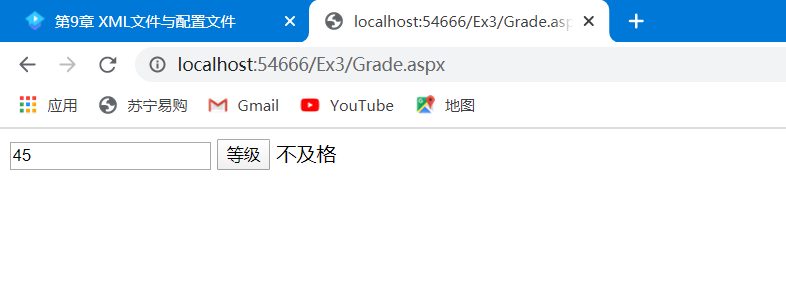 第9章 XML文件与配置文件
localhost:54666/Ex3/Grade.asp
localhost:54666/Ex3/Grade.aspx
应用 苏宁易购 Gmail YouTube 地图
45 等级 不及格